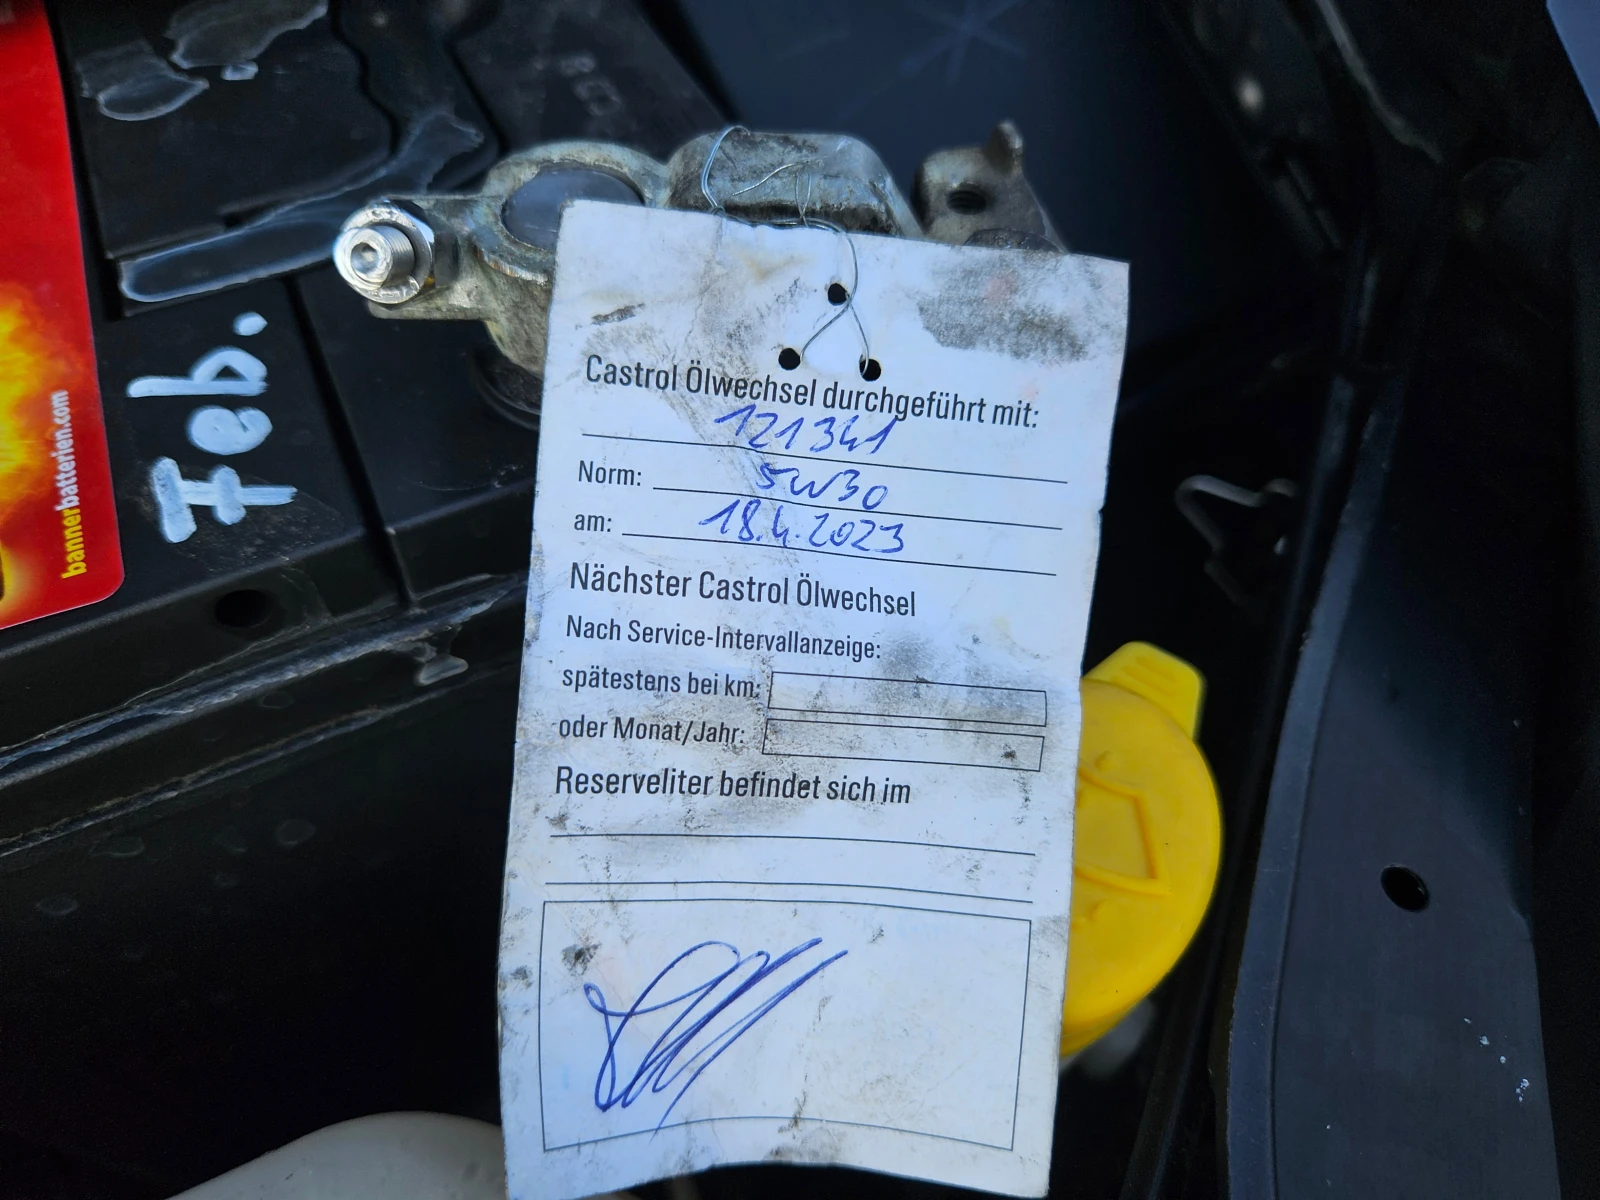 Feb.
bannerbatterien.com
Castrol Ölwechsel durchgeführt mit:
121341
Norm: 5W30
am: 18.4.2023
Nächster Castrol Ölwechsel
Nach Service-Intervallanzeige:
spätestens bei km:
oder Monat/Jahr:
Reserveliter befindet sich im